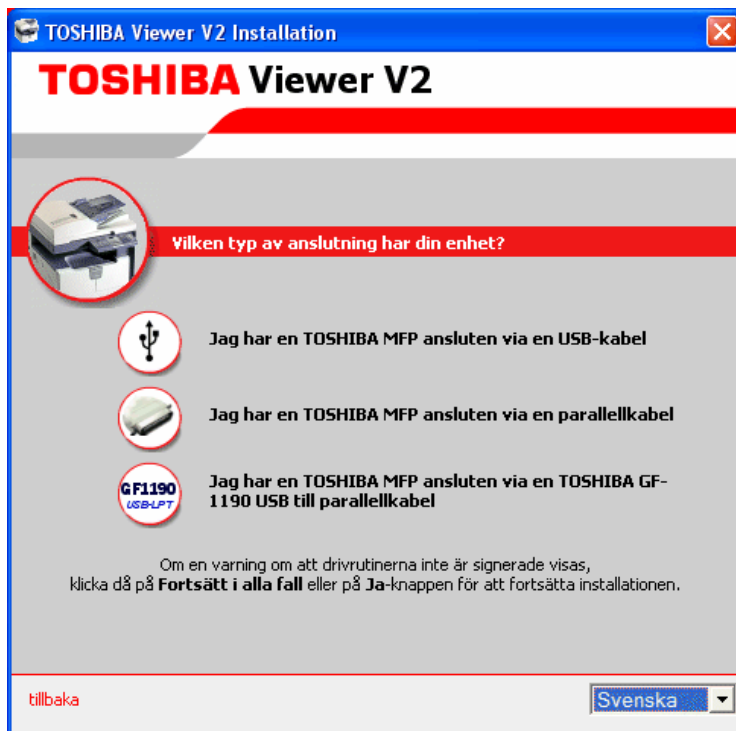 TOSHIBA Viewer V2 Installation
TOSHIBA Viewer V2
Vilken typ av anslutning har din enhet?
Jag har en TOSHIBA MFP ansluten via en USB-kabel
Jag har en TOSHIBA MFP ansluten via en parallellkabel
GF1190
USB-LPT
Jag har en TOSHIBA MFP ansluten via en TOSHIBA GF-
1190 USB till parallellkabel
Om en varning om att drivrutinerna inte är signerade visas,
klicka då på Fortsätt i alla fall eller på Ja-knappen för att fortsätta installationen.
tillbaka
Svenska